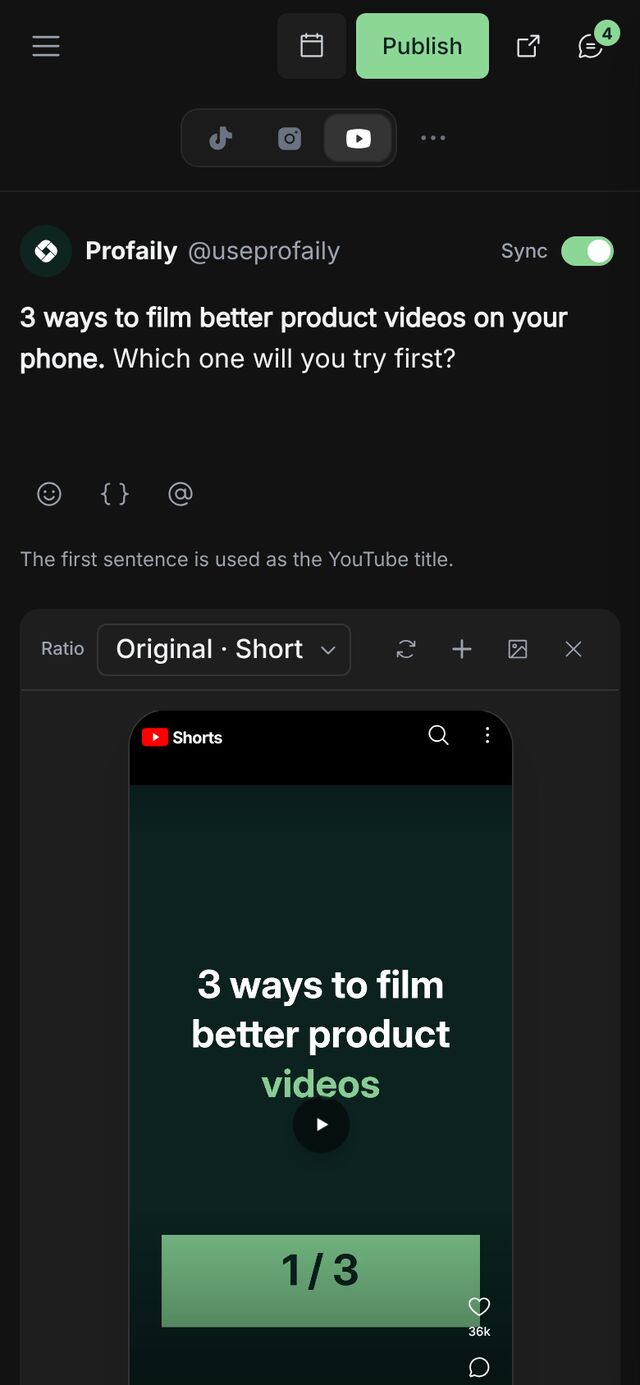 Publish
4
Profaily @useprofaily
Sync
3 ways to film better product videos on your
phone. Which one will you try first?
{ }
@
The first sentence is used as the YouTube title.
Ratio
Original · Short
Shorts
3 ways to film
better product
videos
1 / 3
36k